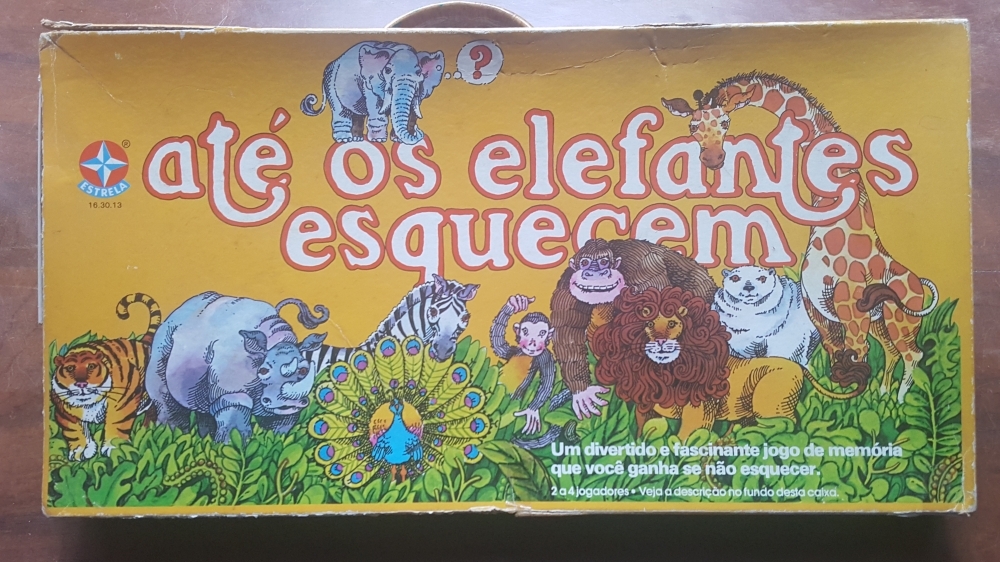 ?
até os elefantes
esquecem
®
ESTRELA
16.30.13
Um divertido e fascinante jogo de memória
que você ganha se não esquecer.
2 a 4 jogadores • Veja a descrição no fundo desta caixa.